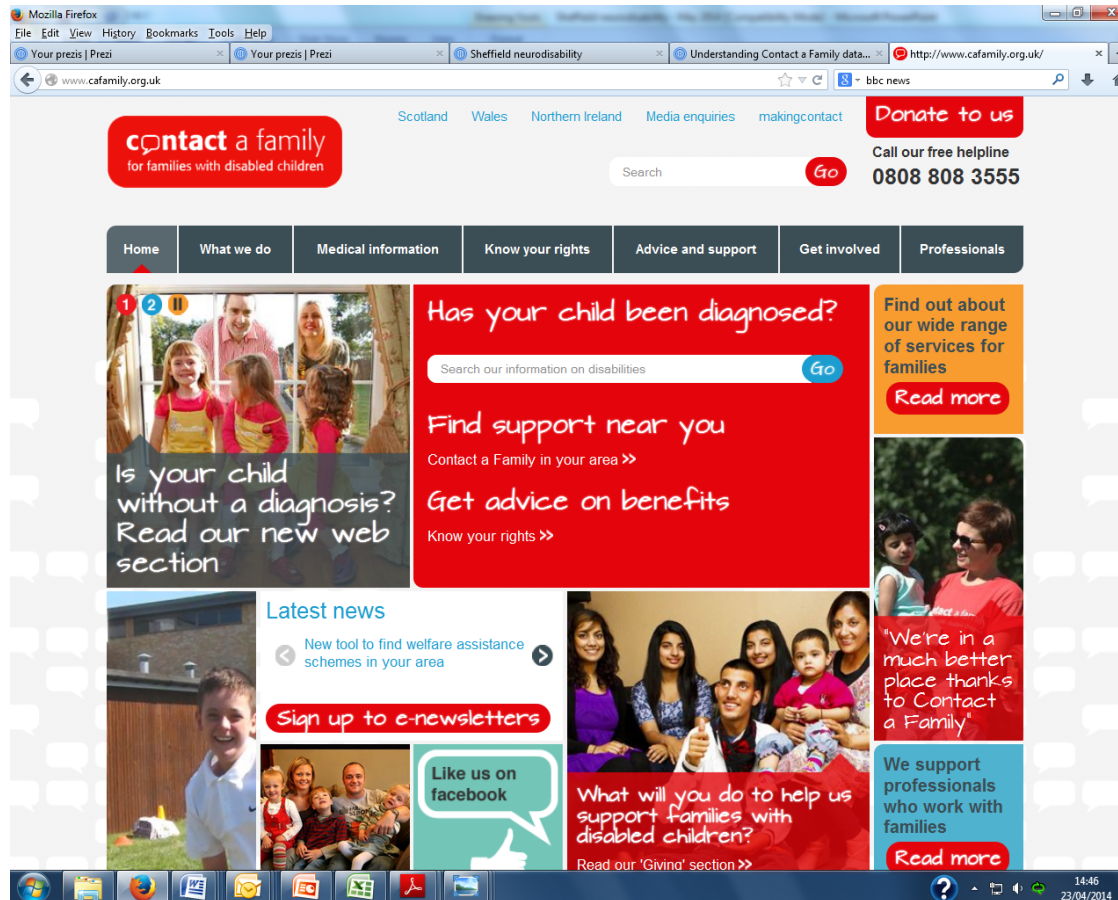 Mozilla Firefox
File Edit View History Bookmarks Tools Help
Your prezis | Prezi
Your prezis | Prezi
Sheffield neurodisability
Understanding Contact a Family data...
http://www.cafamily.org.uk/
www.cafamily.org.uk
bbc news
Scotland Wales Northern Ireland Media enquiries makingcontact
Donate to us
contact a family
for families with disabled children
Search
Go
Call our free helpline
0808 808 3555
Home What we do Medical information Know your rights Advice and support Get involved Professionals
1 2
Is your child
without a diagnosis?
Read our new web
section
Has your child been diagnosed?
Search our information on disabilities
Go
Find support near you
Contact a Family in your area >>
Get advice on benefits
Know your rights >>
Find out about
our wide range
of services for
families
Read more
"We're in a
much better
place thanks
to Contact
a Family"
Latest news
New tool to find welfare assistance
schemes in your area
Sign up to e-newsletters
Like us on
facebook
What will you do to help us
support families with
disabled children?
Read our 'Giving' section >>
We support
professionals
who work with
families
Read more
14:46
23/04/2014